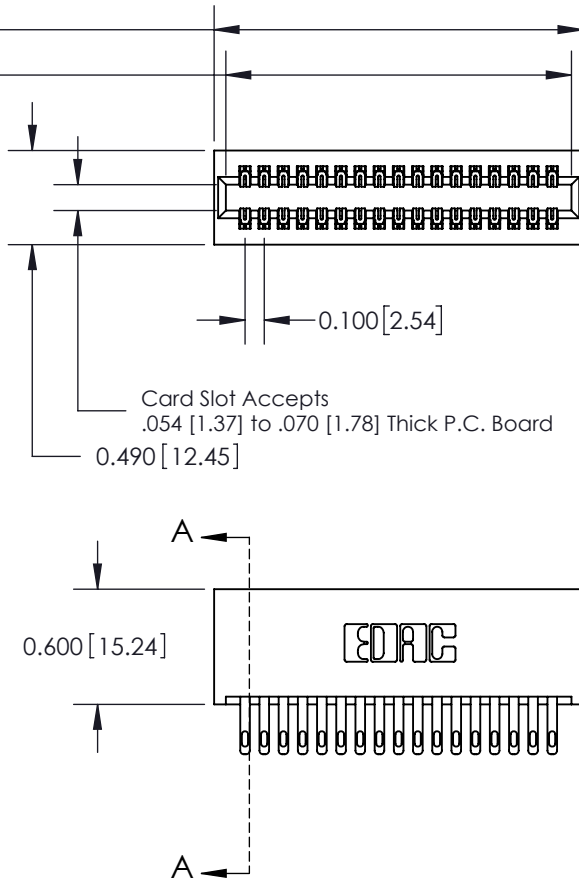 0.100[2.54]
Card Slot Accepts
.054 [1.37] to .070 [1.78] Thick P.C. Board
0.490[12.45]
A
0.600[15.24]
EDAC
A